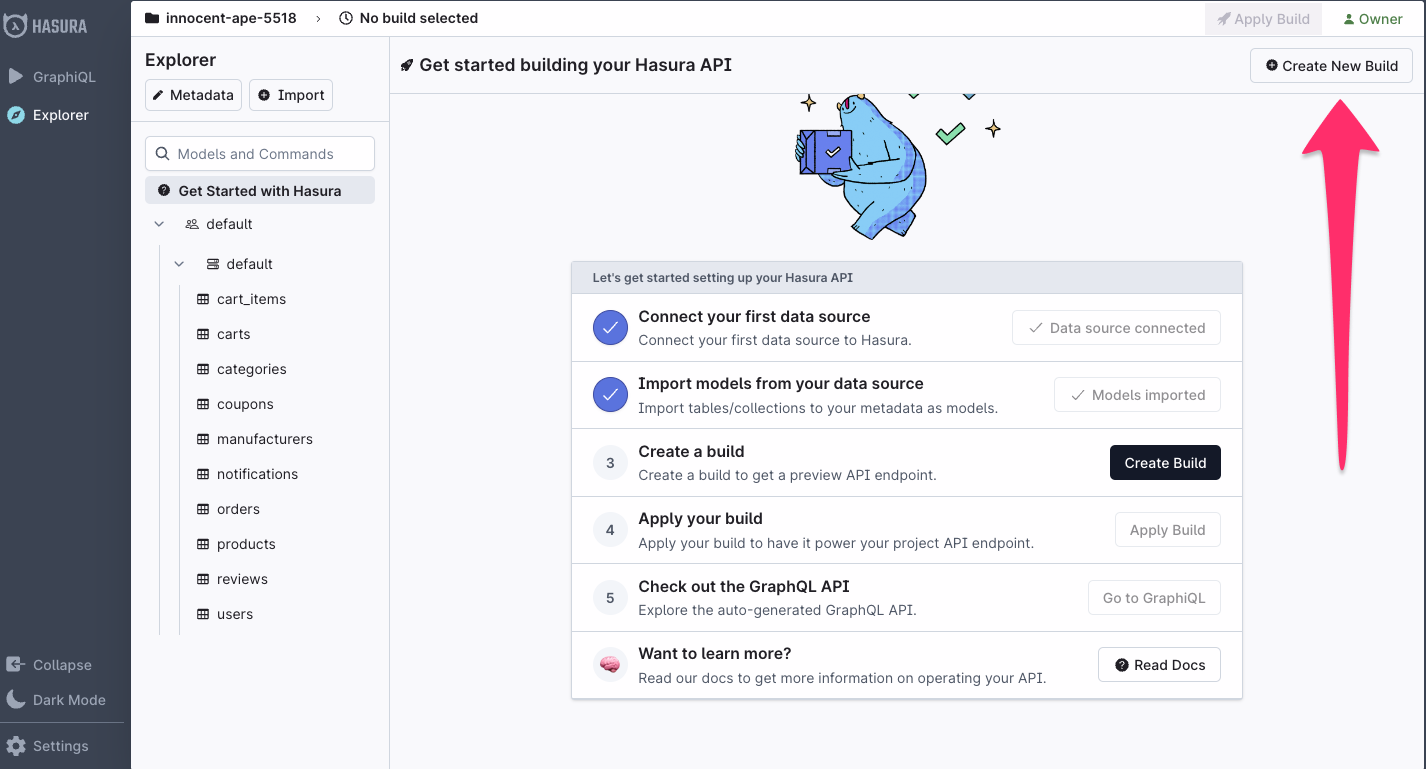 HASURA
GraphiQL
Explorer
Collapse
Dark Mode
Settings
innocent-ape-5518 › No build selected
Apply Build
Owner
Explorer
Metadata
Import
Models and Commands
Get Started with Hasura
default
default
cart_items
carts
categories
coupons
manufacturers
notifications
orders
products
reviews
users
Get started building your Hasura API
Create New Build
Let's get started setting up your Hasura API
Connect your first data source
Connect your first data source to Hasura.
Data source connected
Import models from your data source
Import tables/collections to your metadata as models.
Models imported
3
Create a build
Create a build to get a preview API endpoint.
Create Build
4
Apply your build
Apply your build to have it power your project API endpoint.
Apply Build
5
Check out the GraphQL API
Explore the auto-generated GraphQL API.
Go to GraphiQL
Want to learn more?
Read our docs to get more information on operating your API.
Read Docs